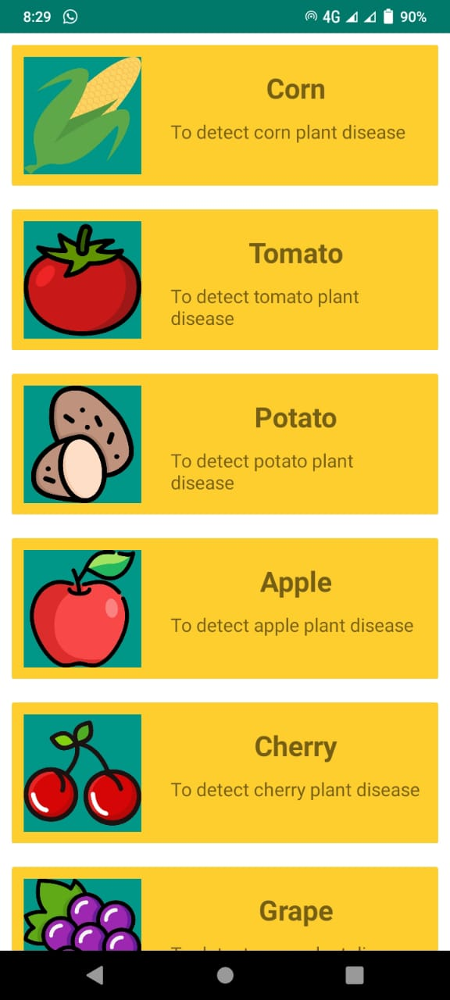 8:29 4G 90%
Corn
To detect corn plant disease
Tomato
To detect tomato plant
disease
Potato
To detect potato plant
disease
Apple
To detect apple plant disease
Cherry
To detect cherry plant disease
Grape